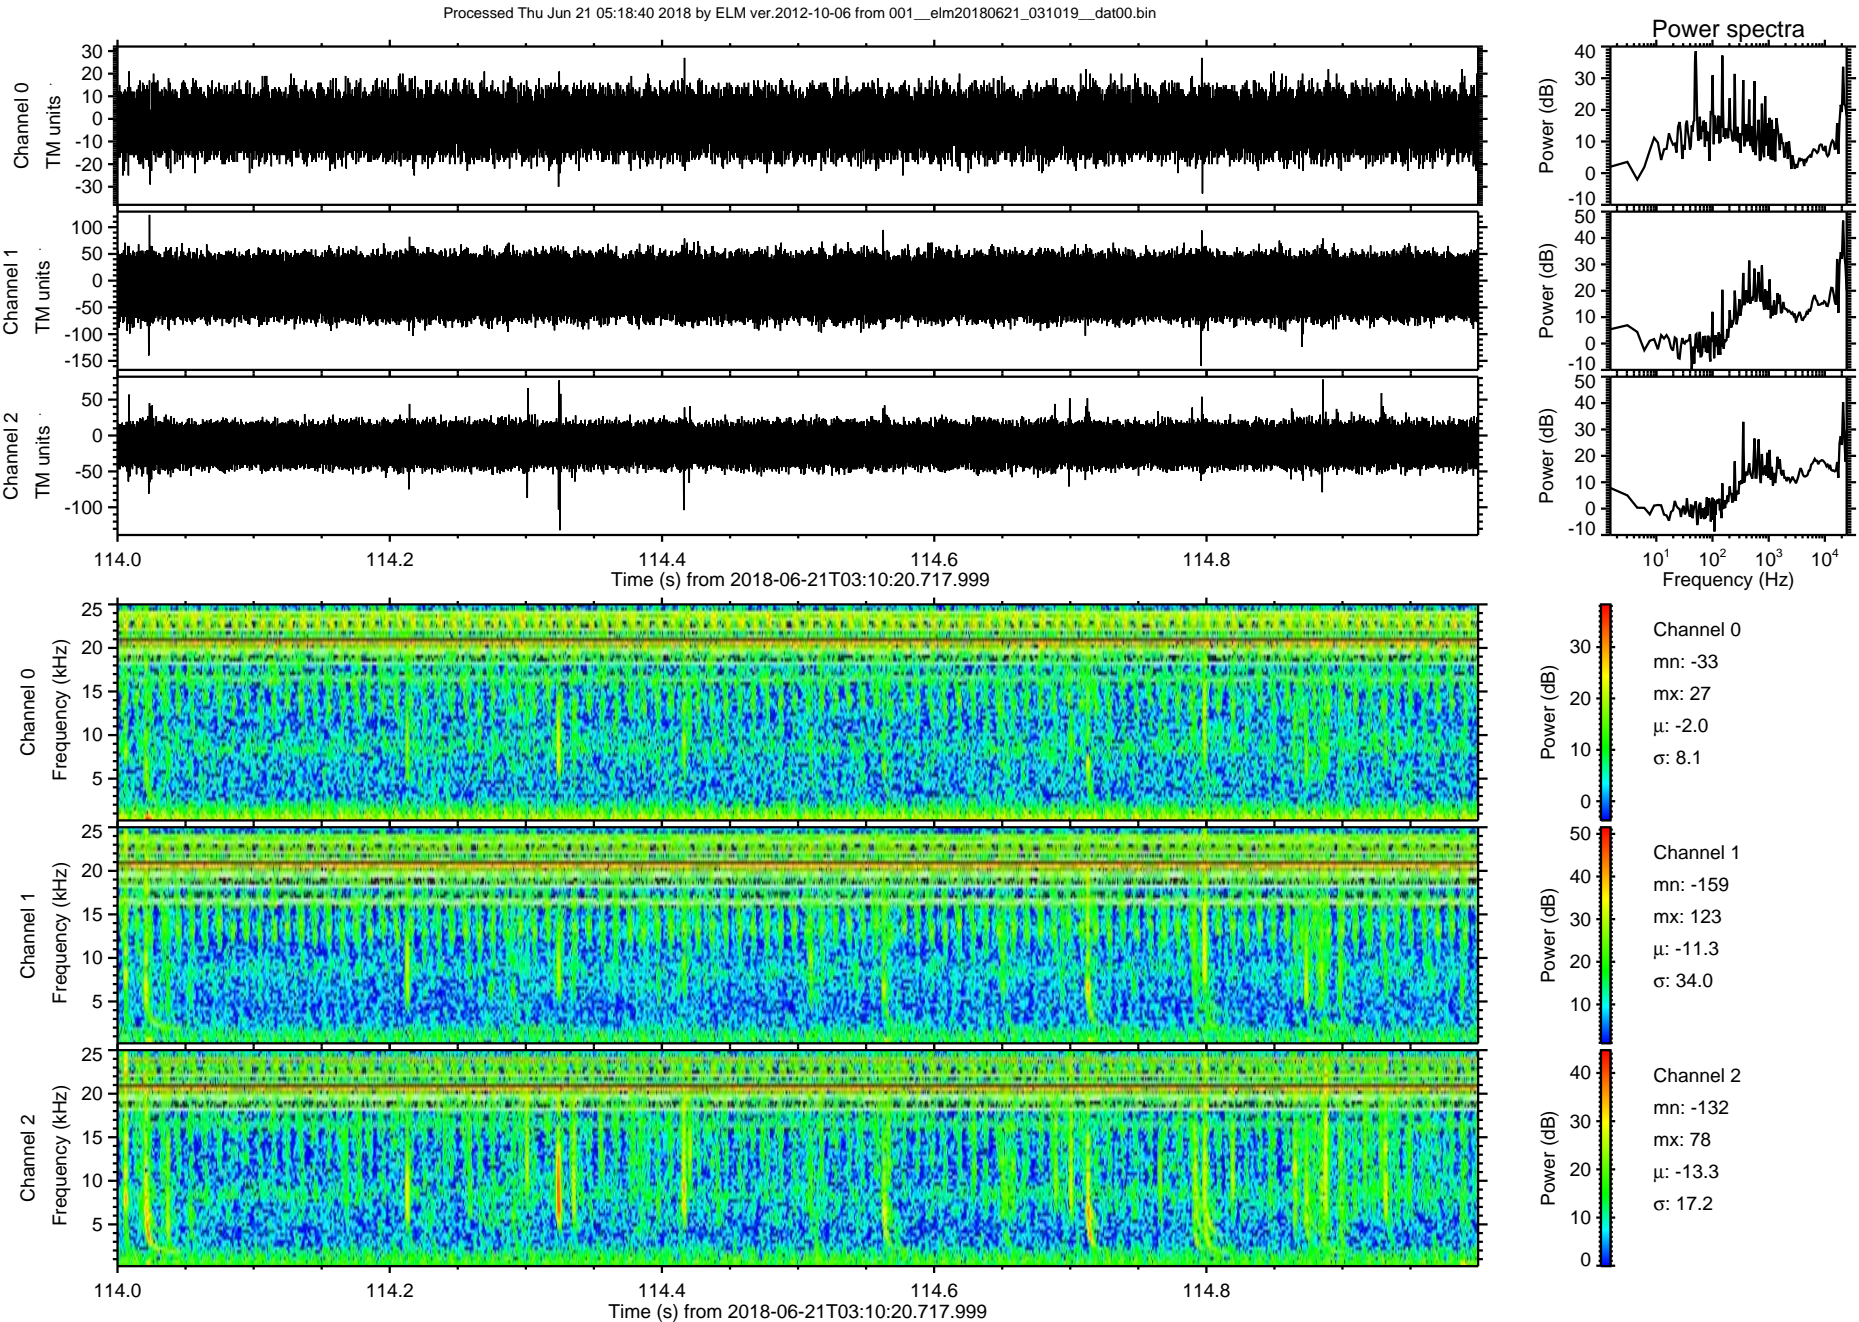 Processed Thu Jun 21 05:18:40 2018 by ELM ver.2012-10-06 from 001__elm20180621_031019__dat00.bin
Power spectra
Channel 0
TM units
30
20
10
0
-10
-20
-30
Power (dB)
40
30
20
10
0
-10
Channel 1
TM units
100
50
0
-50
-100
-150
Power (dB)
50
40
30
20
10
0
-10
Channel 2
TM units
50
0
-50
-100
Power (dB)
50
40
30
20
10
0
-10
114.0 114.2 114.4 114.6 114.8
Time (s) from 2018-06-21T03:10:20.717.999
10^1 10^2 10^3 10^4
Frequency (Hz)
Channel 0
Frequency (kHz)
25
20
15
10
5
Power (dB)
30
20
10
0
Channel 0
mn: -33
mx: 27
μ: -2.0
σ: 8.1
Channel 1
Frequency (kHz)
25
20
15
10
5
Power (dB)
50
40
30
20
10
Channel 1
mn: -159
mx: 123
μ: -11.3
σ: 34.0
Channel 2
Frequency (kHz)
25
20
15
10
5
Power (dB)
40
30
20
10
0
Channel 2
mn: -132
mx: 78
μ: -13.3
σ: 17.2
114.0 114.2 114.4 114.6 114.8
Time (s) from 2018-06-21T03:10:20.717.999